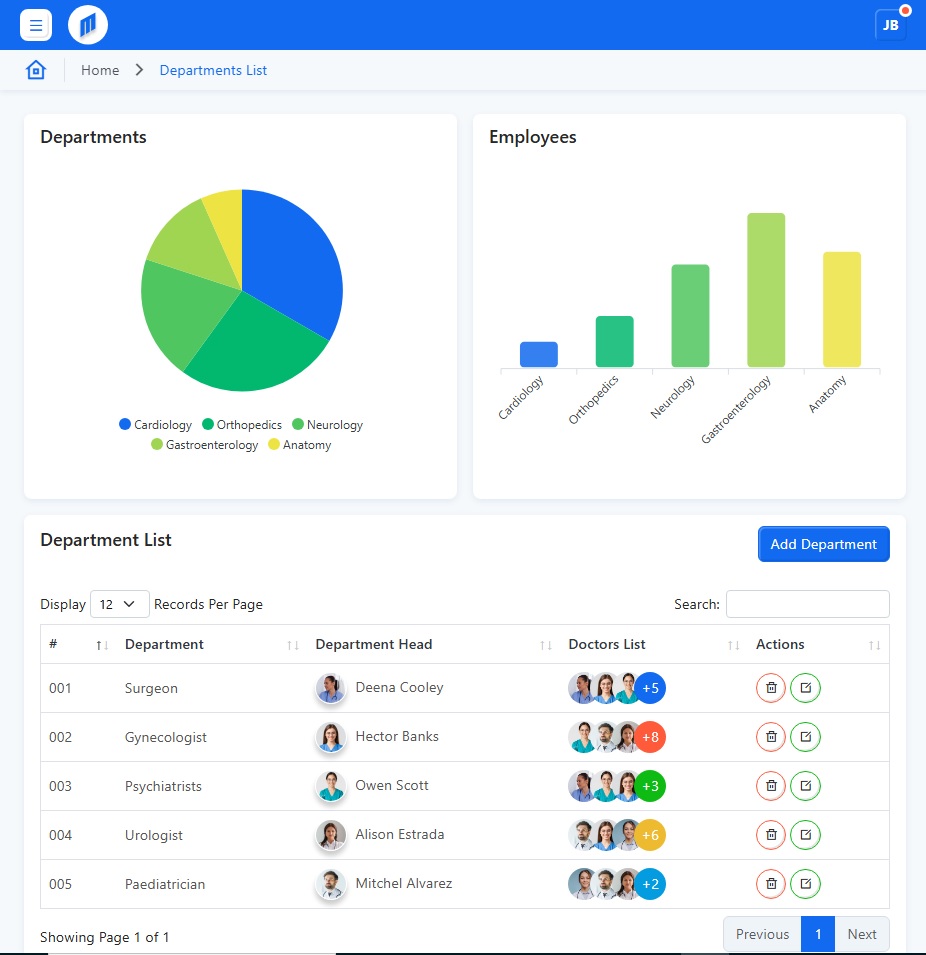 JB
Home Departments List
Departments
Cardiology Orthopedics Neurology
Gastroenterology Anatomy
Employees
Cardiology
Orthopedics
Neurology
Gastroenterology
Anatomy
Department List
Add Department
Display 12 Records Per Page Search:
# Department Department Head Doctors List Actions
001 Surgeon Deena Cooley +5
002 Gynecologist Hector Banks +8
003 Psychiatrists Owen Scott +3
004 Urologist Alison Estrada +6
005 Paediatrician Mitchel Alvarez +2
Showing Page 1 of 1 Previous 1 Next